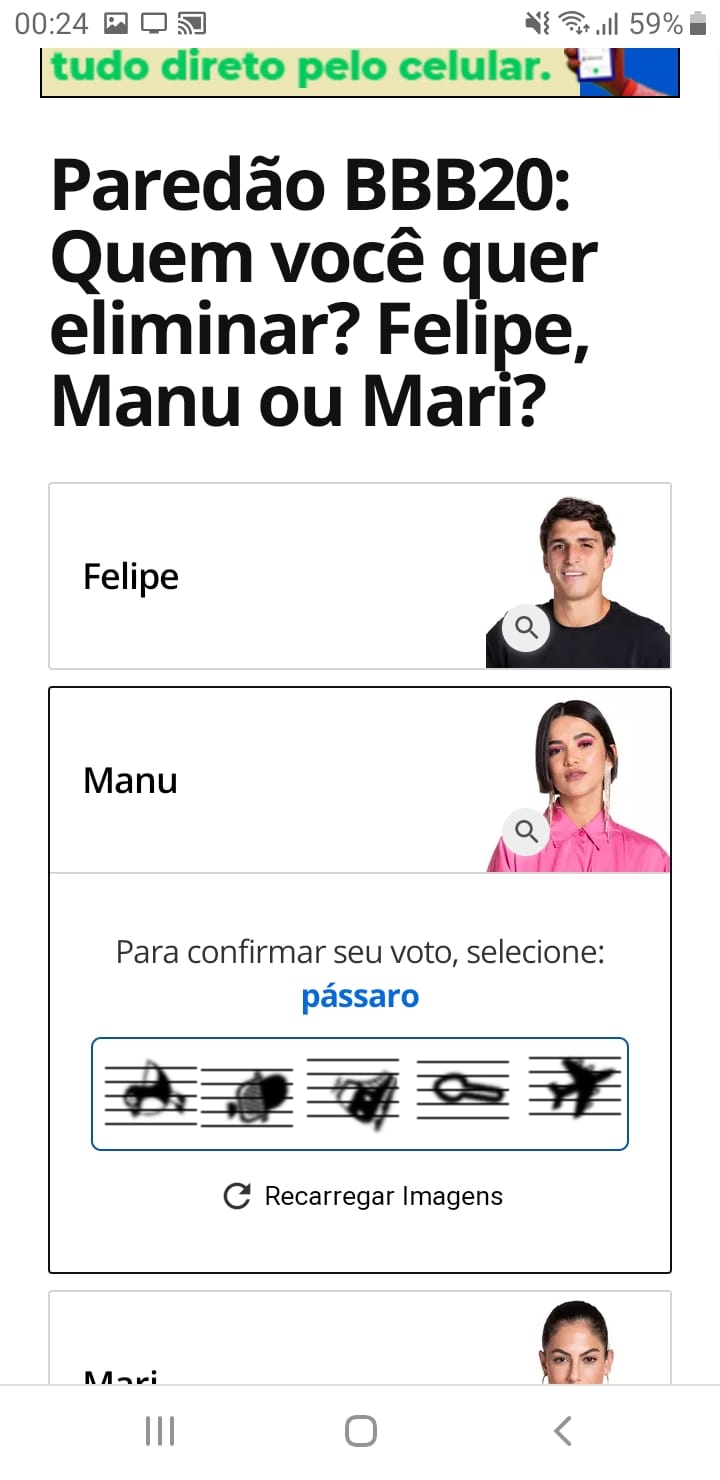 00:24
59%
tudo direto pelo celular.
Paredão BBB20:
Quem você quer
eliminar? Felipe,
Manu ou Mari?
Felipe
Manu
Para confirmar seu voto, selecione:
pássaro
Recarregar Imagens
Mari